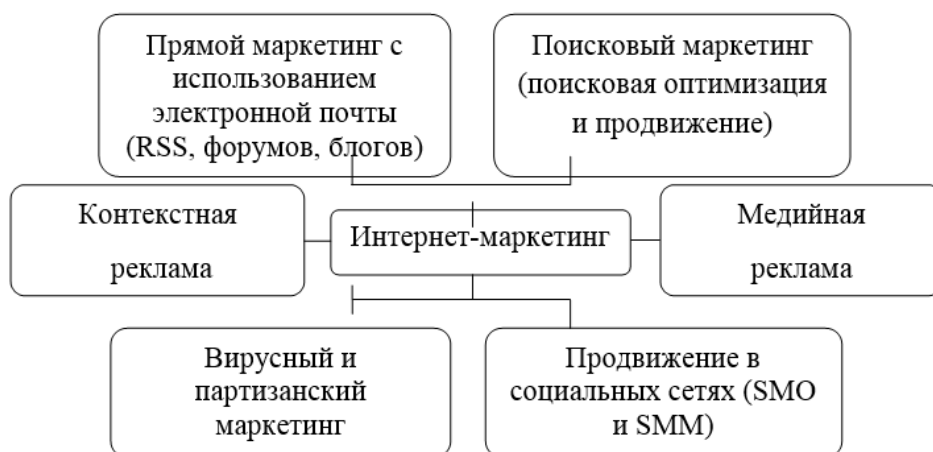 Прямой маркетинг с
использованием
электронной почты
(RSS, форумов, блогов)
Поисковый маркетинг
(поисковая оптимизация
и продвижение)
Контекстная
реклама
Интернет-маркетинг
Медийная
реклама
Вирусный и
партизанский
маркетинг
Продвижение в
социальных сетях (SMO
и SMM)